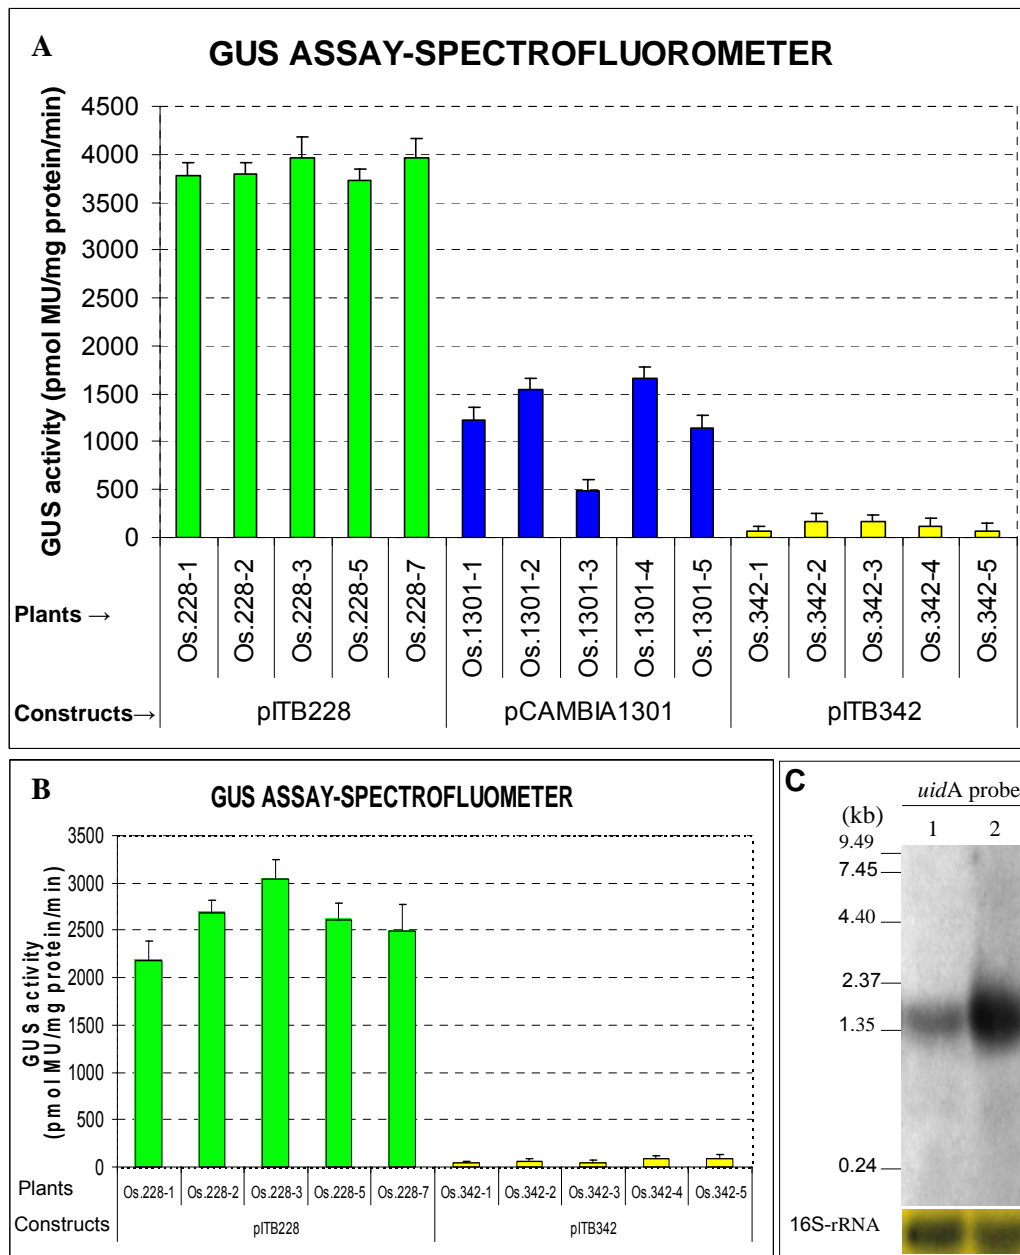 A
GUS ASSAY-SPECTROFLUOROMETER
GUS activity (pmol MU/mg protein/min)
4500
4000
3500
3000
2500
2000
1500
1000
500
0
Plants →
Os.228-1
Os.228-2
Os.228-3
Os.228-5
Os.228-7
Os.1301-1
Os.1301-2
Os.1301-3
Os.1301-4
Os.1301-5
Os.342-1
Os.342-2
Os.342-3
Os.342-4
Os.342-5
Constructs→ pITB228 pCAMBIA1301 pITB342
B
GUS ASSAY-SPECTROFLUOMETER
GUS activity
(pmol MU/mg protein/min)
3500
3000
2500
2000
1500
1000
500
0
Plants Os.228-1 Os.228-2 Os.228-3 Os.228-5 Os.228-7 Os.342-1 Os.342-2 Os.342-3 Os.342-4 Os.342-5
Constructs pITB228 pITB342
C
uidA probe
(kb) 1 2
9.49
7.45
4.40
2.37
1.35
0.24
16S-rRNA